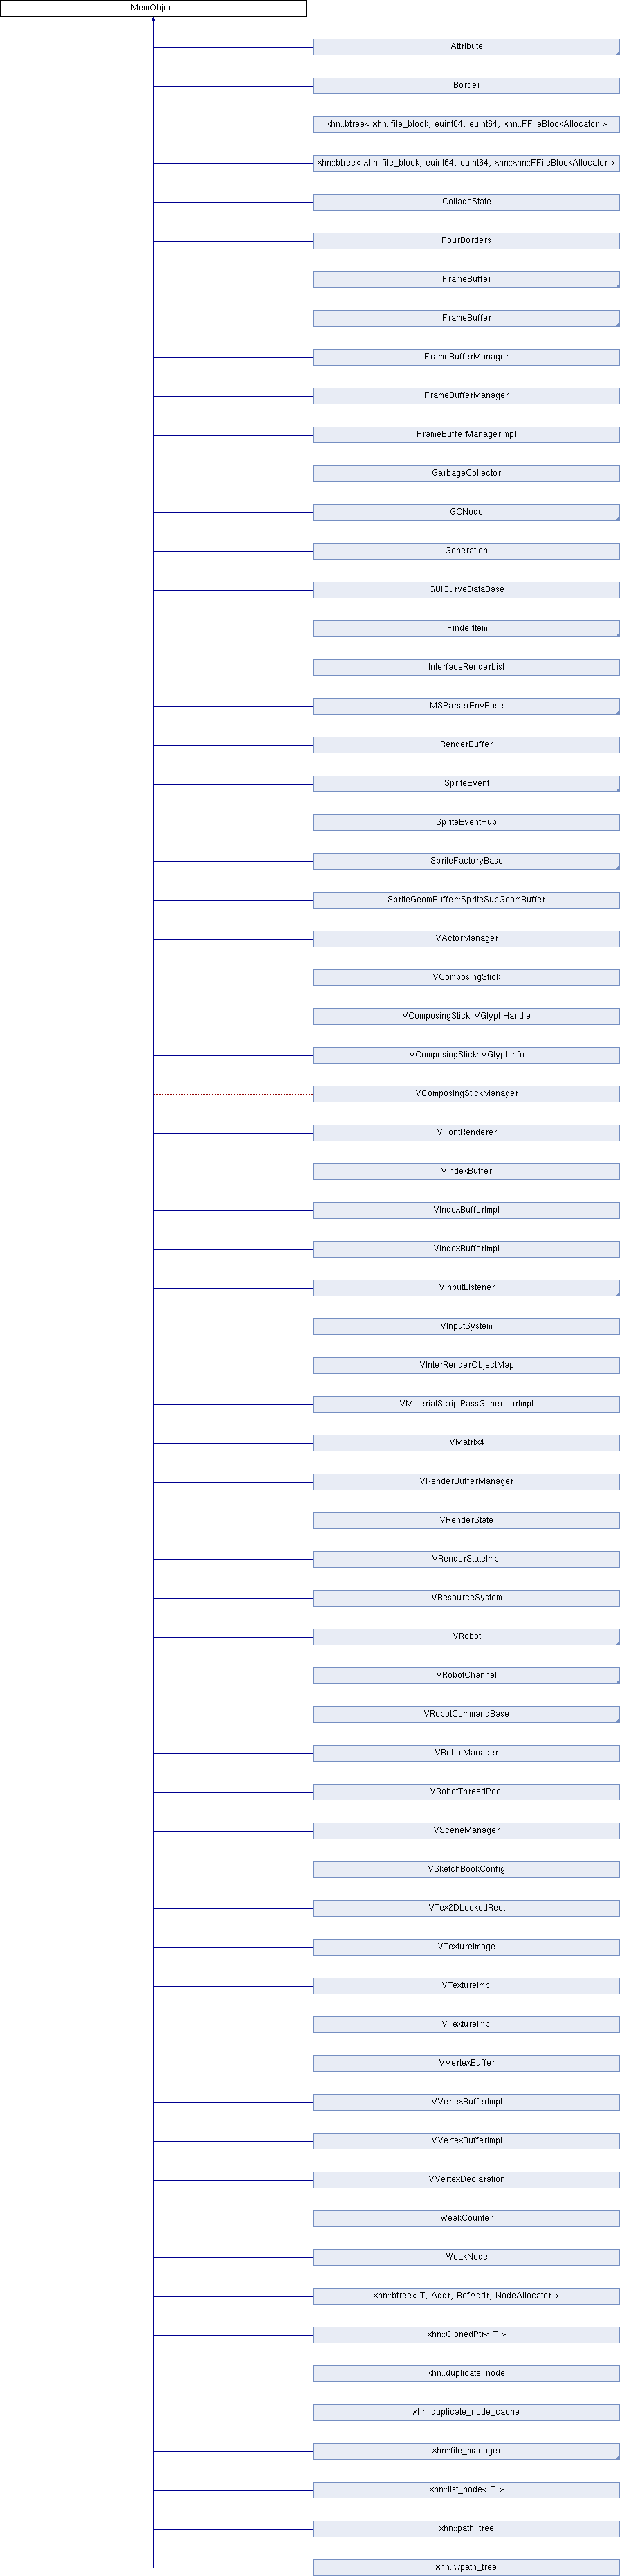 MemObject
Attribute
Border
xhn::btree< xhn::file_block, euint64, euint64, xhn::FFileBlockAllocator >
xhn::btree< xhn::file_block, euint64, euint64, xhn::xhn::FFileBlockAllocator >
ColladaState
FourBorders
FrameBuffer
FrameBuffer
FrameBufferManager
FrameBufferManager
FrameBufferManagerImpl
GarbageCollector
GCNode
Generation
GUICurveDataBase
iFinderItem
InterfaceRenderList
MSParserEnvBase
RenderBuffer
SpriteEvent
SpriteEventHub
SpriteFactoryBase
SpriteGeomBuffer::SpriteSubGeomBuffer
VActorManager
VComposingStick
VComposingStick::VGlyphHandle
VComposingStick::VGlyphInfo
VComposingStickManager
VFontRenderer
VIndexBuffer
VIndexBufferImpl
VIndexBufferImpl
VInputListener
VInputSystem
VInterRenderObjectMap
VMaterialScriptPassGeneratorImpl
VMatrix4
VRenderBufferManager
VRenderState
VRenderStateImpl
VResourceSystem
VRobot
VRobotChannel
VRobotCommandBase
VRobotManager
VRobotThreadPool
VSceneManager
VSketchBookConfig
VTex2DLockedRect
VTextureImage
VTextureImpl
VTextureImpl
VVertexBuffer
VVertexBufferImpl
VVertexBufferImpl
VVertexDeclaration
WeakCounter
WeakNode
xhn::btree< T, Addr, RefAddr, NodeAllocator >
xhn::ClonedPtr< T >
xhn::duplicate_node
xhn::duplicate_node_cache
xhn::file_manager
xhn::list_node< T >
xhn::path_tree
xhn::wpath_tree